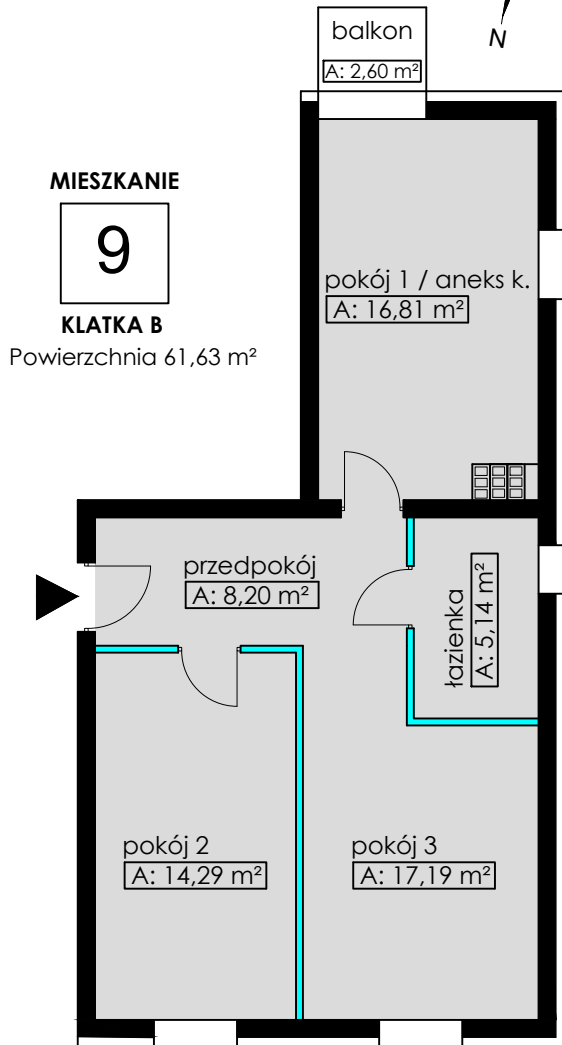 balkon
A: 2,60 m²
N
MIESZKANIE
9
KLATKA B
Powierzchnia 61,63 m²
pokój 1 / aneks k.
A: 16,81 m²
przedpokój
A: 8,20 m²
łazienka
A: 5,14 m²
pokój 2
A: 14,29 m²
pokój 3
A: 17,19 m²